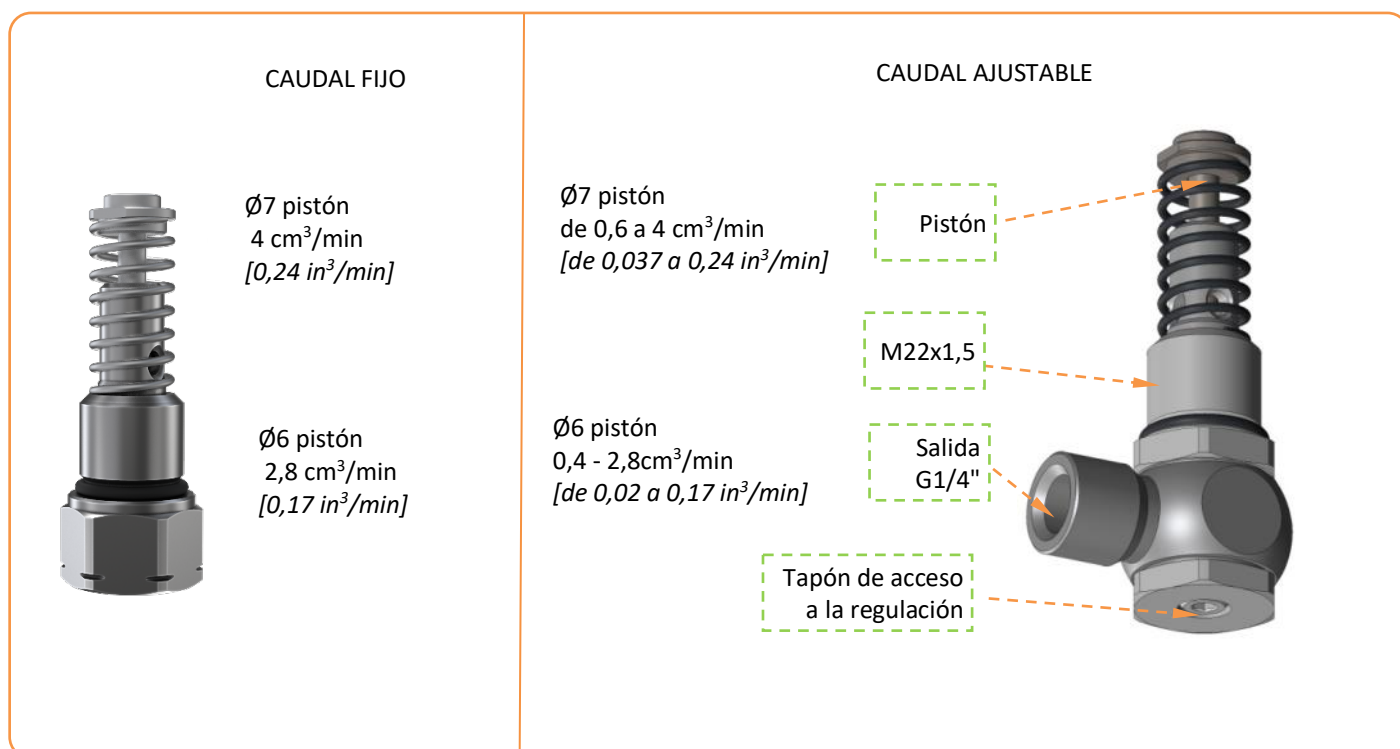 CAUDAL FIJO
Ø7 pistón
4 cm³/min
[0,24 in³/min]
Ø6 pistón
2,8 cm³/min
[0,17 in³/min]
CAUDAL AJUSTABLE
Ø7 pistón
de 0,6 a 4 cm³/min
[de 0,037 a 0,24 in³/min]
Ø6 pistón
0,4 - 2,8cm³/min
[de 0,02 a 0,17 in³/min]
Pistón
M22x1,5
Salida
G1/4"
Tapón de acceso
a la regulación